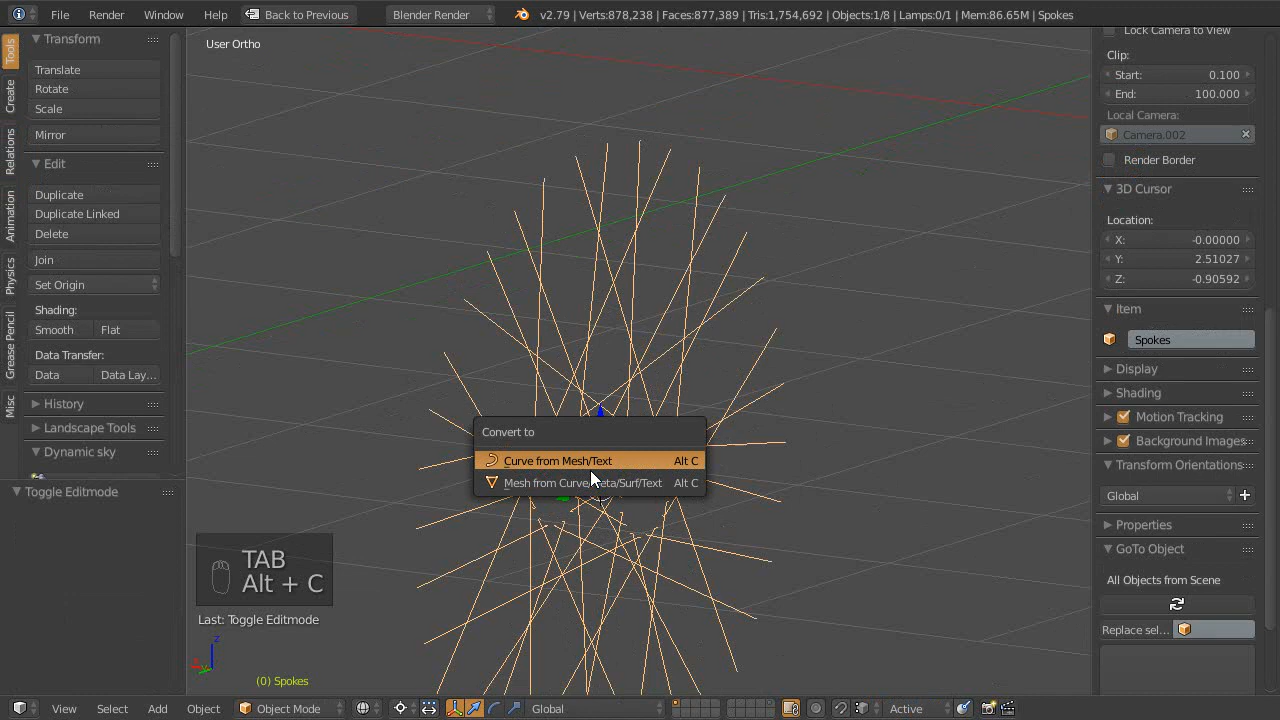 File Render Window Help Back to Previous Blender Render v2.79 | Verts:878,238 | Faces:877,389 | Tris:1,754,692 | Objects:1/8 | Lamps:0/1 | Mem:86.65M | Spokes
Tools
Create
Relations
Animation
Physics
Grease Pencil
Misc
Transform
Translate
Rotate
Scale
Mirror
Edit
Duplicate
Duplicate Linked
Delete
Join
Set Origin
Shading:
Smooth Flat
Data Transfer:
Data Data Lay...
History
Landscape Tools
Dynamic sky
Toggle Editmode
User Ortho
Convert to
Curve from Mesh/Text Alt C
Mesh from Curve/Meta/Surf/Text Alt C
TAB
Alt + C
Last: Toggle Editmode
z
x
y
(0) Spokes
Lock Camera to View
Clip:
Start: 0.100
End: 100.000
Local Camera:
Camera.002
Render Border
3D Cursor
Location:
X: -0.00000
Y: 2.51027
Z: -0.90592
Item
Spokes
Display
Shading
Motion Tracking
Background Images
Transform Orientations
Global
Properties
GoTo Object
All Objects from Scene
Replace sel...
View Select Add Object Object Mode Global Active